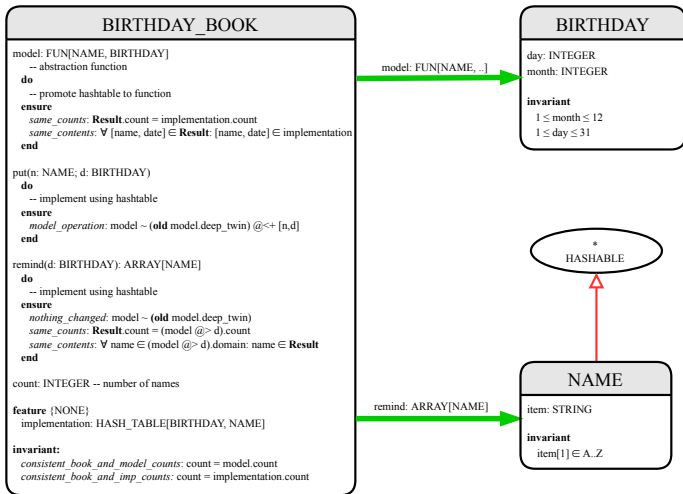 BIRTHDAY_BOOK
model: FUN[NAME, BIRTHDAY]
-- abstraction function
do
-- promote hashtable to function
ensure
same_counts: Result.count = implementation.count
same_contents: ∀ [name, date] ∈ Result: [name, date] ∈ implementation
end
put(n: NAME; d: BIRTHDAY)
do
-- implement using hashtable
ensure
model_operation: model ~ (old model.deep_twin) @<+ [n,d]
end
remind(d: BIRTHDAY): ARRAY[NAME]
do
-- implement using hashtable
ensure
nothing_changed: model ~ (old model.deep_twin)
same_counts: Result.count = (model @> d).count
same_contents: ∀ name ∈ (model @> d).domain: name ∈ Result
end
count: INTEGER -- number of names
feature {NONE}
implementation: HASH_TABLE[BIRTHDAY, NAME]
invariant:
consistent_book_and_model_counts: count = model.count
consistent_book_and_imp_counts: count = implementation.count
model: FUN[NAME, ..]
remind: ARRAY[NAME]
BIRTHDAY
day: INTEGER
month: INTEGER
invariant
1 ≤ month ≤ 12
1 ≤ day ≤ 31
*
HASHABLE
NAME
item: STRING
invariant
item[1] ∈ A..Z